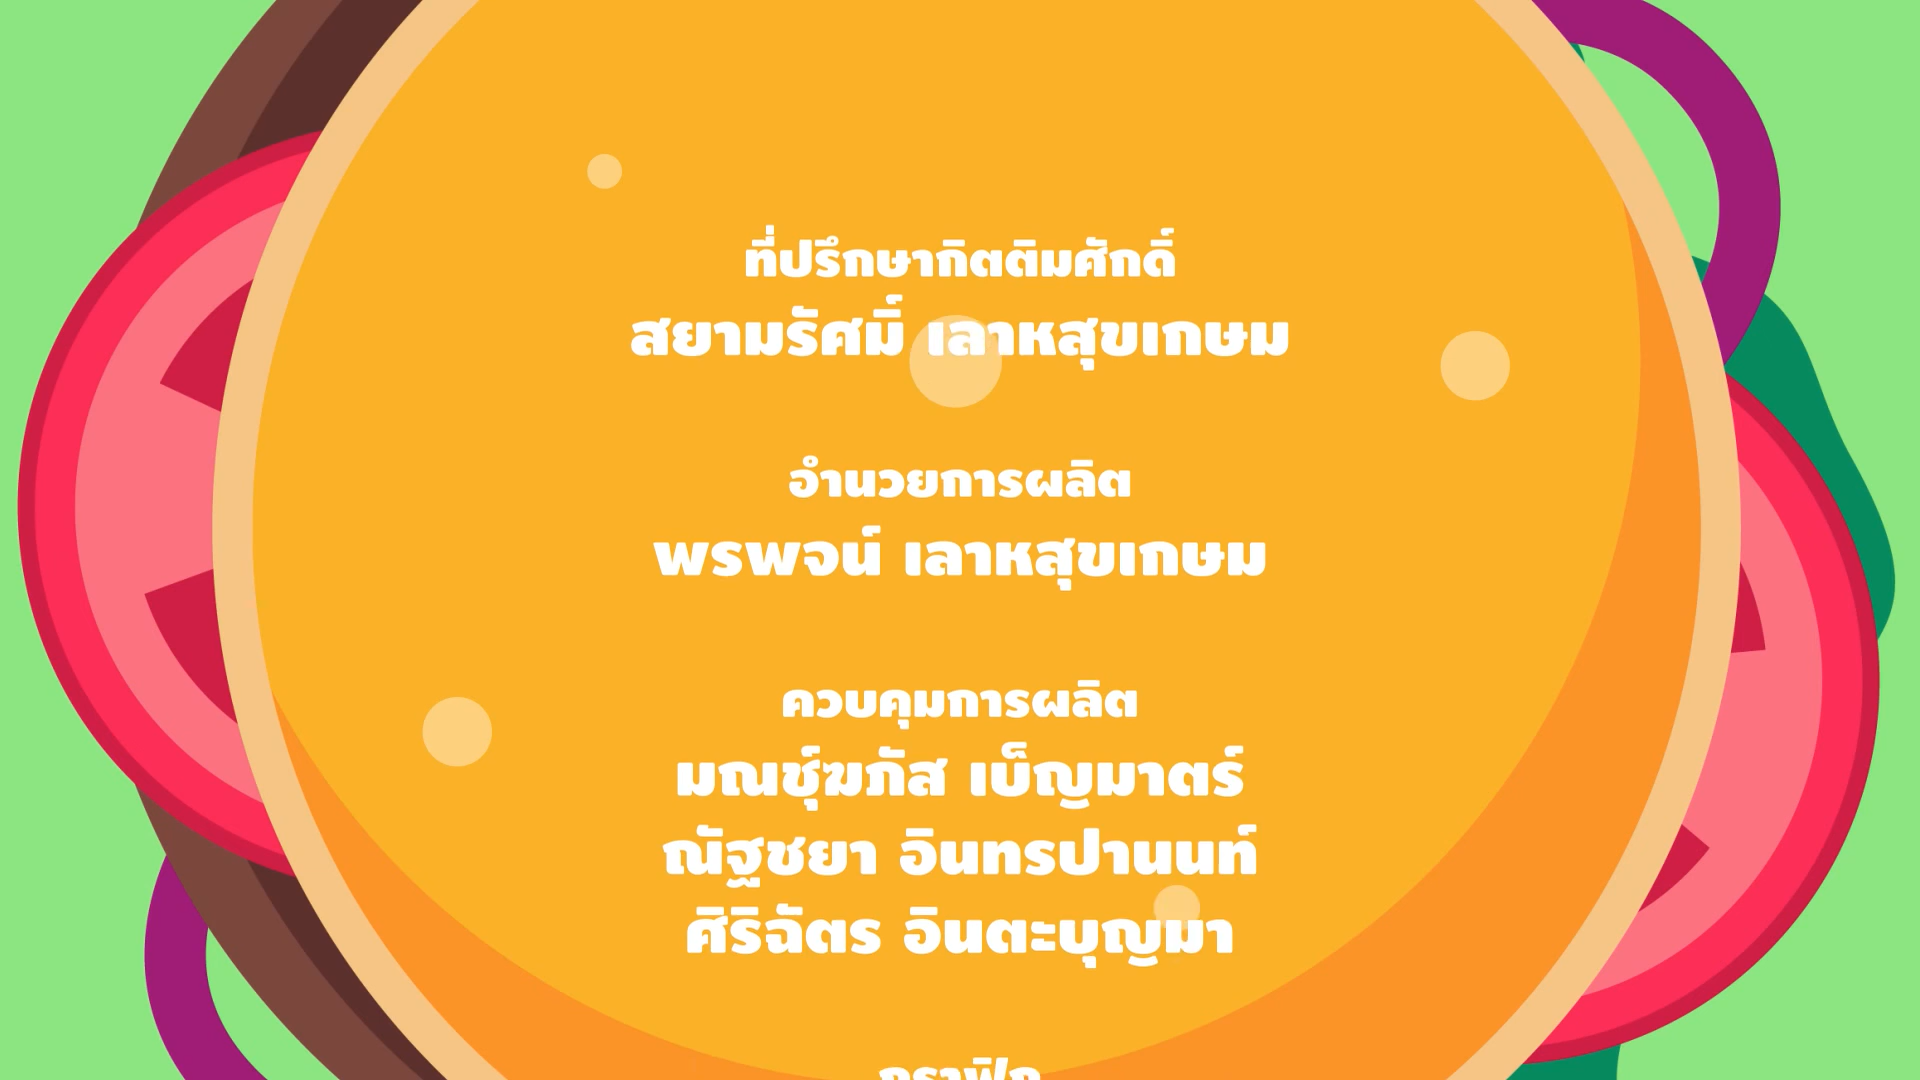 ที่ปรึกษากิตติมศักดิ์
สยามรัศมิ์ เลาหสุขเกษม
อำนวยการผลิต
พรพจน์ เลาหสุขเกษม
ควบคุมการผลิต
มณชุ์ฆภัส เบ็ญมาตร์
ณัฐชยา อินทรปานนท์
ศิริฉัตร อินตะบุญมา
กราฟิก